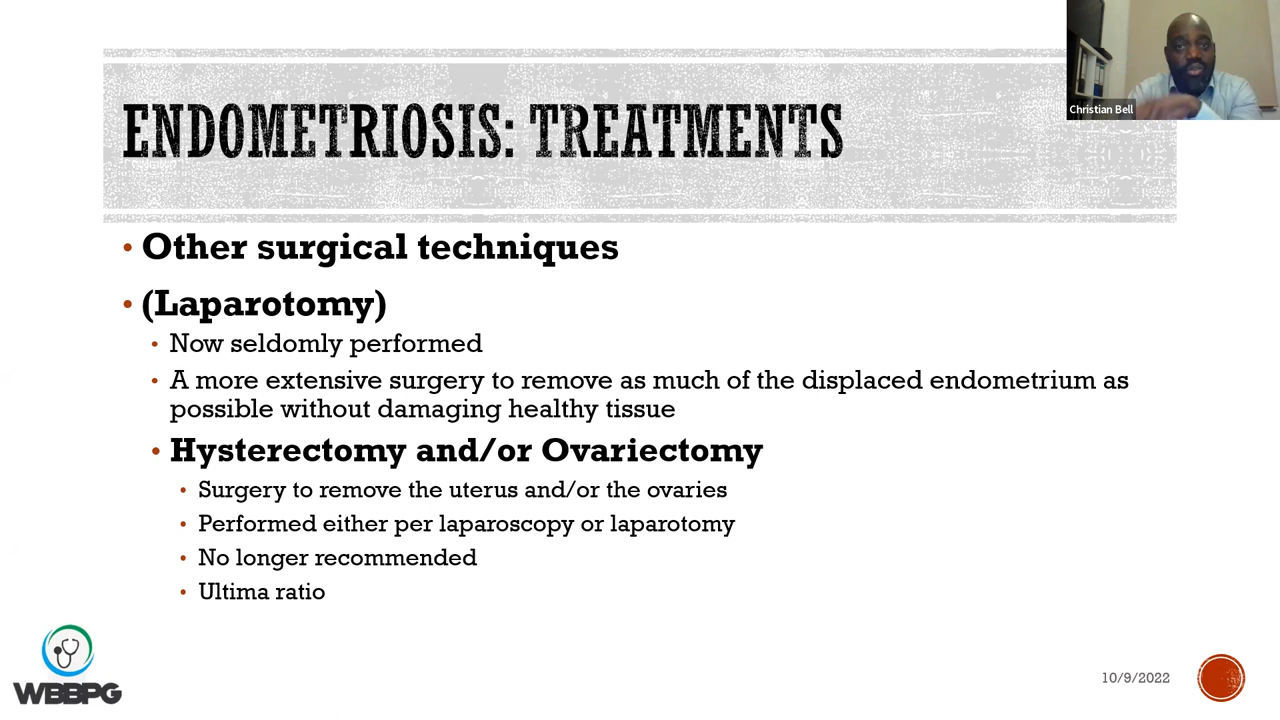 Christian Bell
ENDOMETRIOSIS: TREATMENTS
• Other surgical techniques
• (Laparotomy)
• Now seldomly performed
• A more extensive surgery to remove as much of the displaced endometrium as
possible without damaging healthy tissue
• Hysterectomy and/or Ovariectomy
• Surgery to remove the uterus and/or the ovaries
• Performed either per laparoscopy or laparotomy
• No longer recommended
• Ultima ratio
WBBPG
10/9/2022